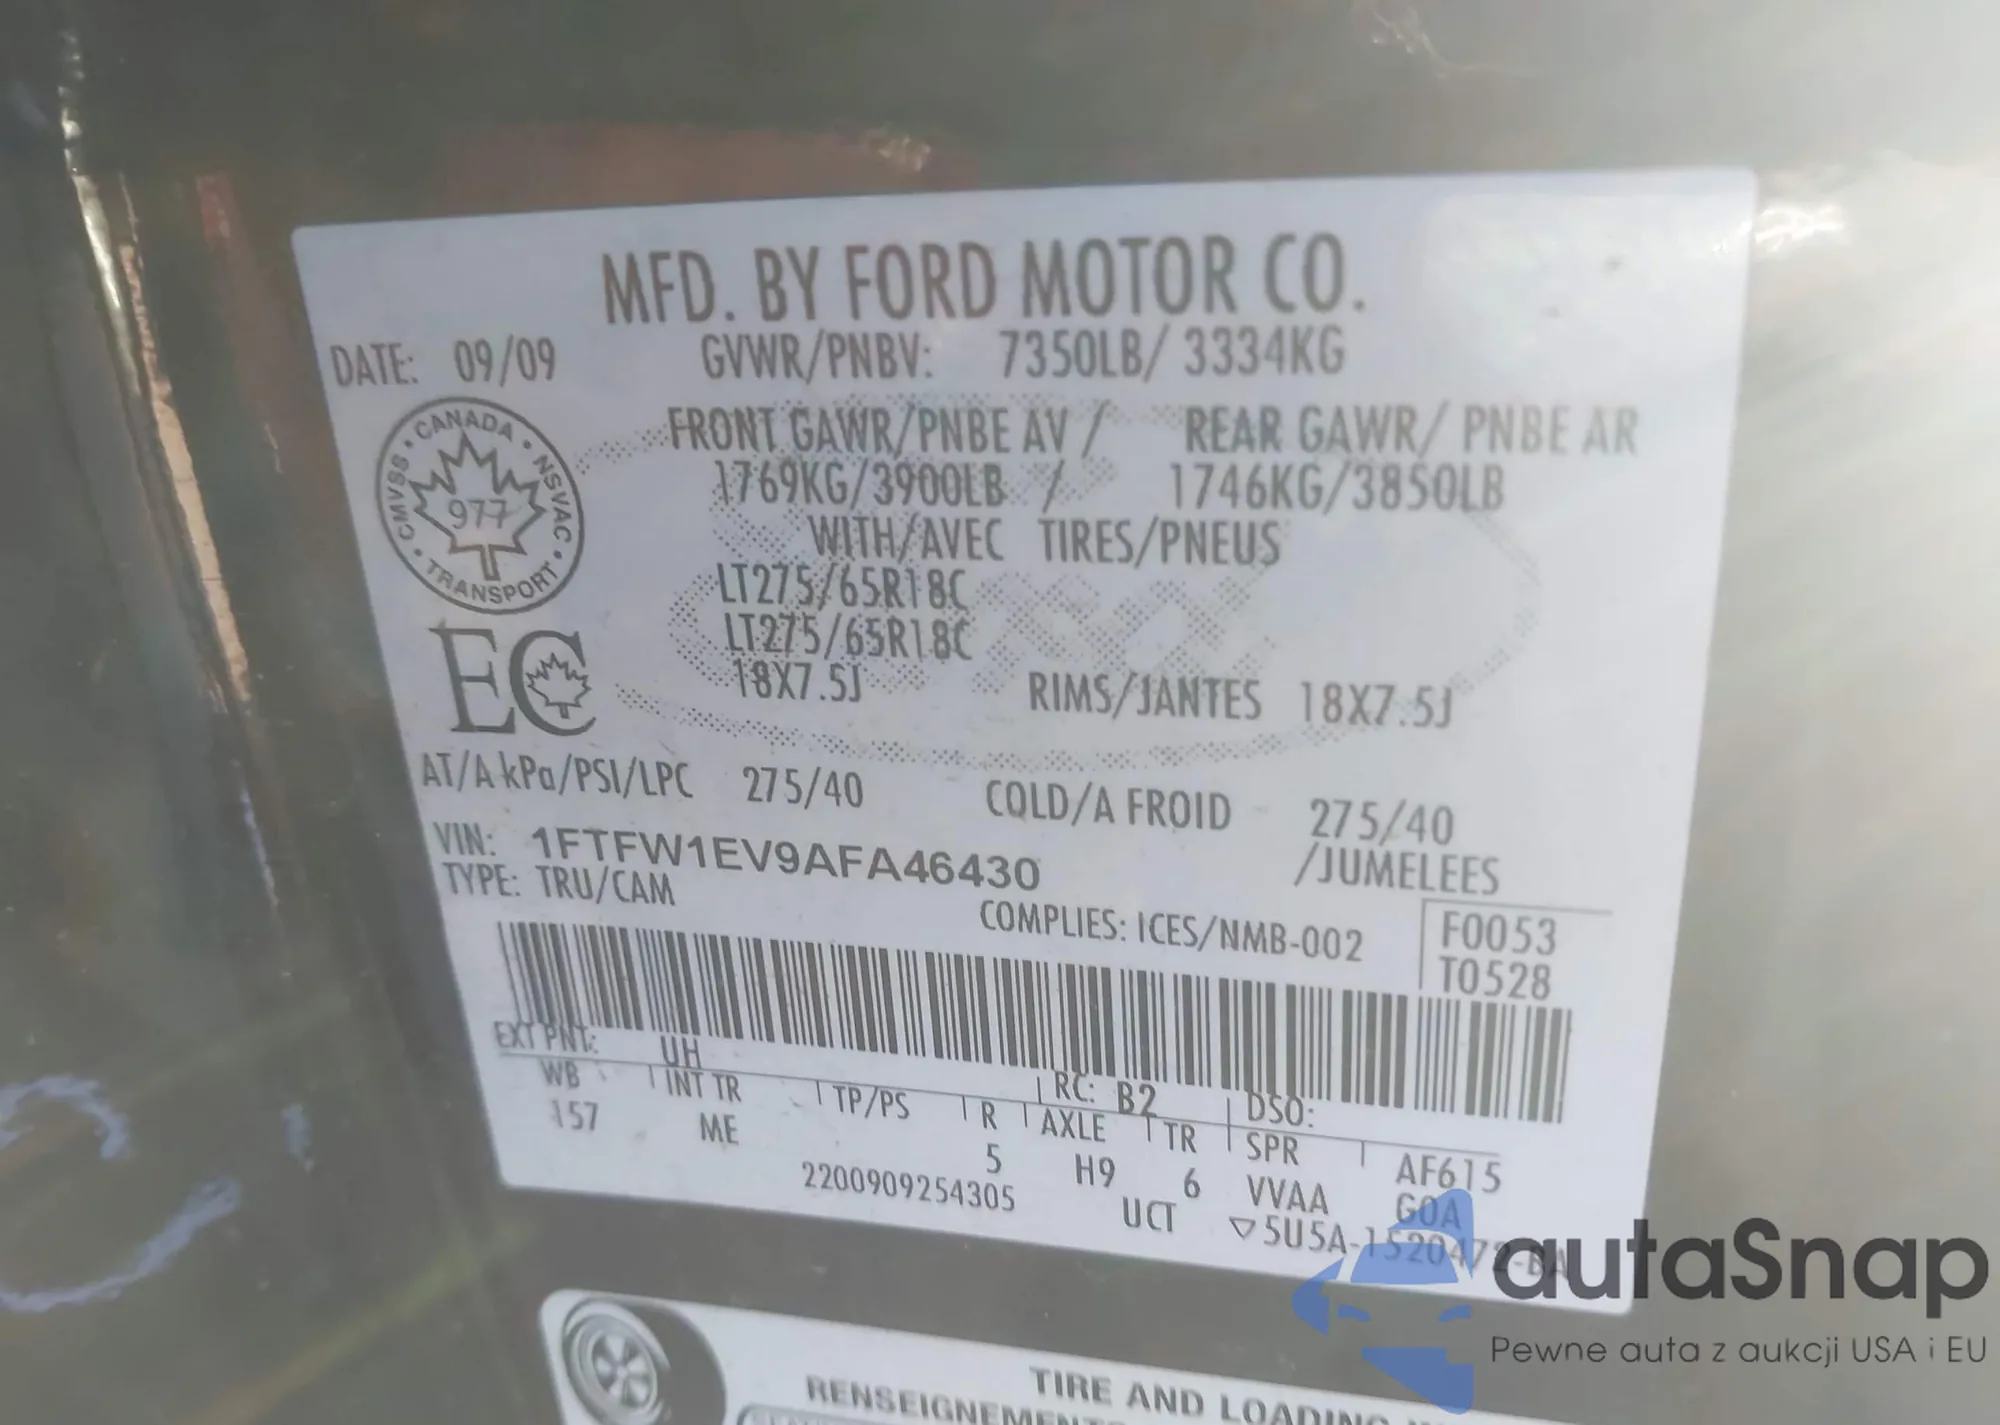 MFD. BY FORD MOTOR CO.
DATE: 09/09 GVWR/PNBV: 7350LB/ 3334KG
FRONT GAWR/PNBE AV / REAR GAWR/ PNBE AR
1769KG/3900LB / 1746KG/3850LB
WITH/AVEC TIRES/PNEUS
LT275/65R18C
LT275/65R18C
18X7.5J RIMS/JANTES 18X7.5J
CANADA
CMVSS • NSVAC
977
TRANSPORT
EC
AT/A kPa/PSI/LPC 275/40 COLD/A FROID 275/40
VIN: 1FTFW1EV9AFA46430 /JUMELEES
TYPE: TRU/CAM
COMPLIES: ICES/NMB-002 F0053
T0528
EXT PNT: UH RC: B2 DSO:
WB INT TR TP/PS R AXLE TR SPR AF615
157 ME 5 H9 6 VVAA GOA
2200909254305 UCT ▽5U5A-1520472-BA
TIRE AND LOADING
RENSEIGNEMENT
autaSnap
Pewne auta z aukcji USA i EU